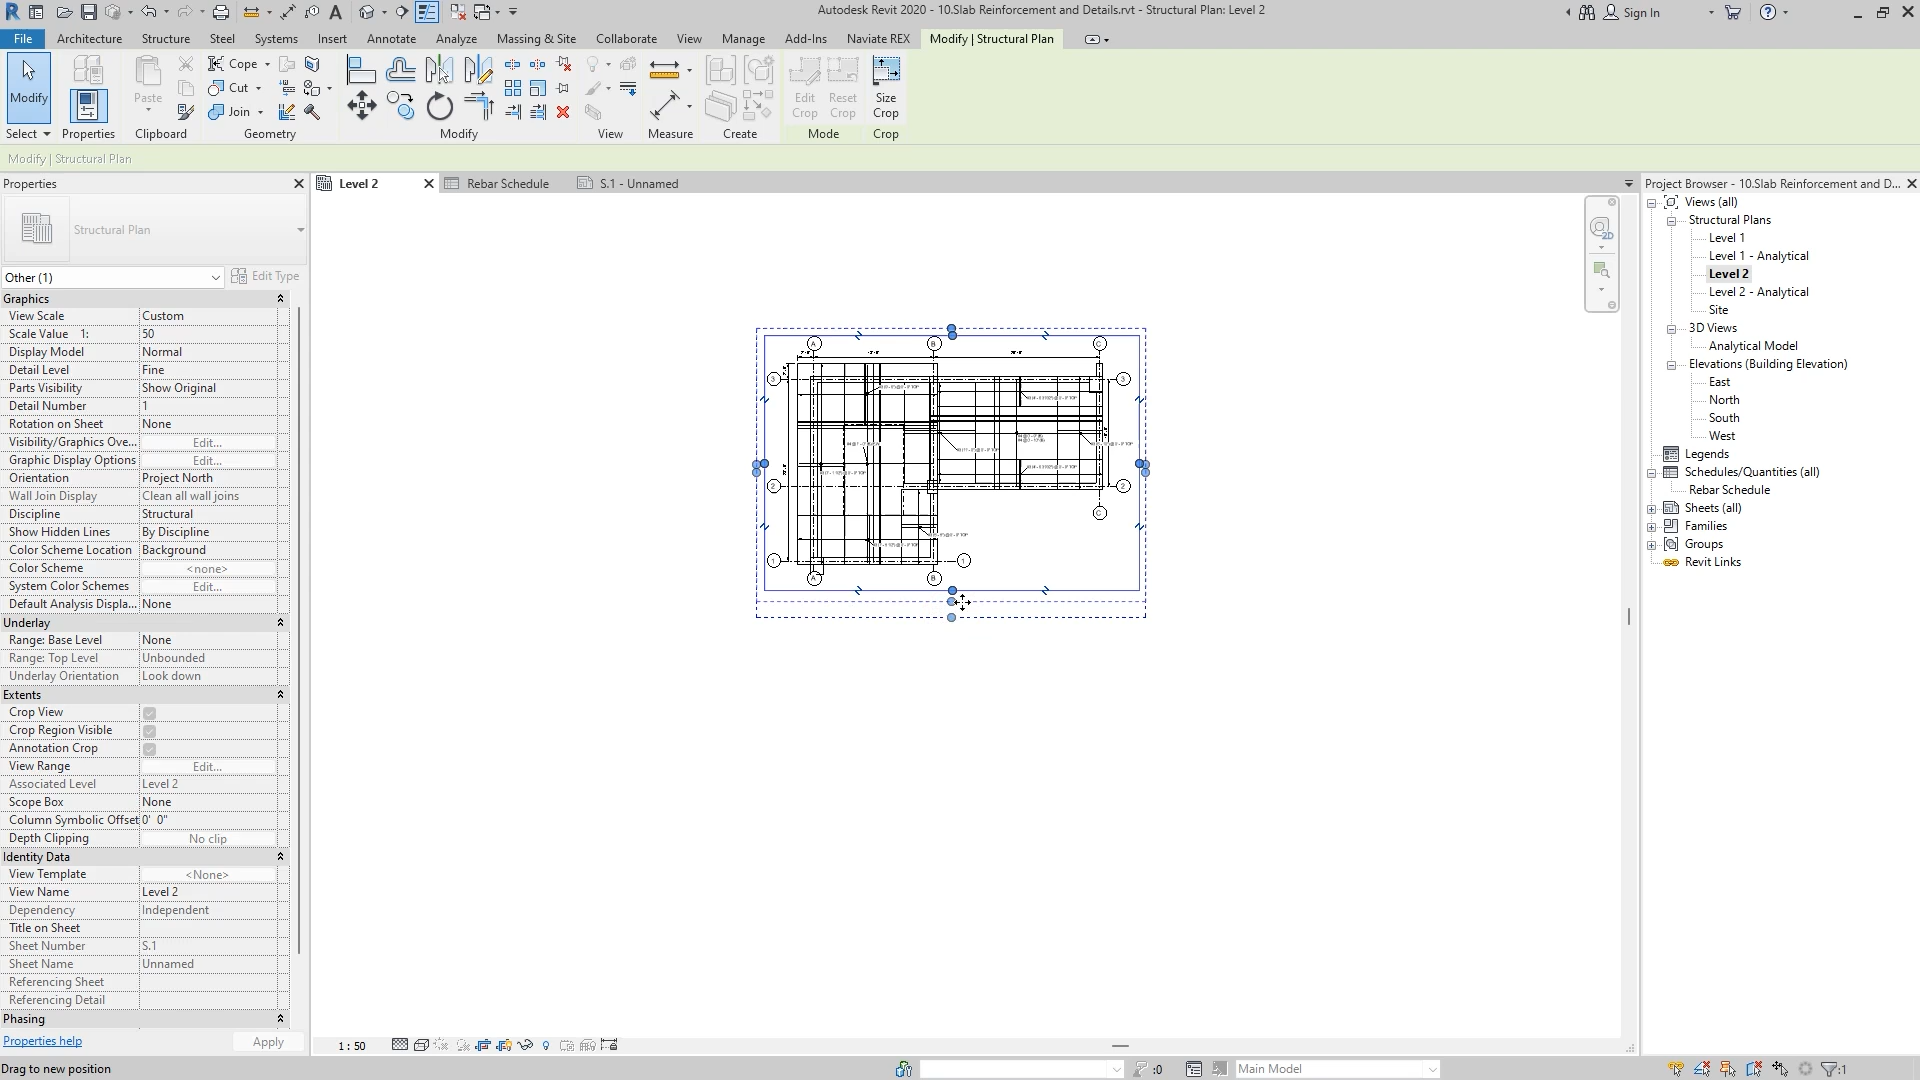 Autodesk Revit 2020 - 10.Slab Reinforcement and Details.rvt - Structural Plan: Level 2
Sign In
File Architecture Structure Steel Systems Insert Annotate Analyze Massing & Site Collaborate View Manage Add-Ins Naviate REX Modify | Structural Plan
Modify
Paste
Cope
Cut
Join
Edit Crop
Reset Crop
Size Crop
Select Properties Clipboard Geometry Modify View Measure Create Mode Crop
Modify | Structural Plan
Properties
Structural Plan
Other (1) Edit Type
Graphics
View Scale Custom
Scale Value 1: 50
Display Model Normal
Detail Level Fine
Parts Visibility Show Original
Detail Number 1
Rotation on Sheet None
Visibility/Graphics Ove... Edit...
Graphic Display Options Edit...
Orientation Project North
Wall Join Display Clean all wall joins
Discipline Structural
Show Hidden Lines By Discipline
Color Scheme Location Background
Color Scheme <none>
System Color Schemes Edit...
Default Analysis Displa... None
Underlay
Range: Base Level None
Range: Top Level Unbounded
Underlay Orientation Look down
Extents
Crop View
Crop Region Visible
Annotation Crop
View Range Edit...
Associated Level Level 2
Scope Box None
Column Symbolic Offset 0' 0"
Depth Clipping No clip
Identity Data
View Template <None>
View Name Level 2
Dependency Independent
Title on Sheet
Sheet Number S.1
Sheet Name Unnamed
Referencing Sheet
Referencing Detail
Phasing
Properties help Apply
Level 2 Rebar Schedule S.1 - Unnamed
2D
A B C
3 3
2 2
C
1 1
A B
1 : 50
Project Browser - 10.Slab Reinforcement and D...
Views (all)
Structural Plans
Level 1
Level 1 - Analytical
Level 2
Level 2 - Analytical
Site
3D Views
Analytical Model
Elevations (Building Elevation)
East
North
South
West
Legends
Schedules/Quantities (all)
Rebar Schedule
Sheets (all)
Families
Groups
Revit Links
Drag to new position :0 Main Model :1